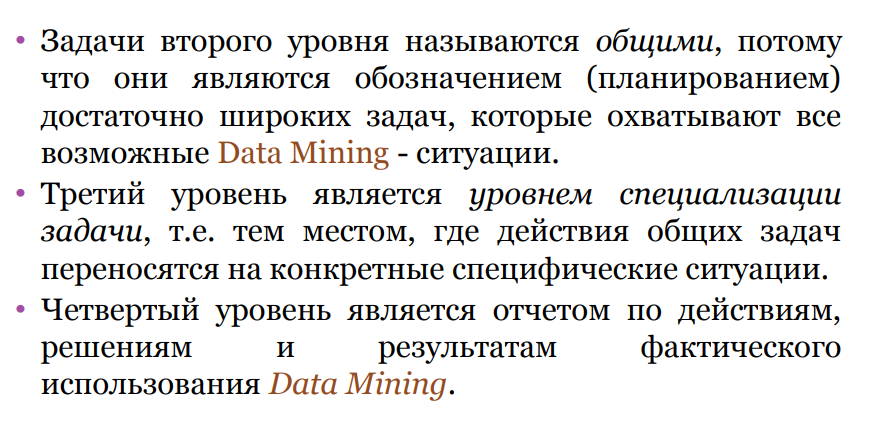 • Задачи второго уровня называются общими, потому
что они являются обозначением (планированием)
достаточно широких задач, которые охватывают все
возможные Data Mining - ситуации.
• Третий уровень является уровнем специализации
задачи, т.е. тем местом, где действия общих задач
переносятся на конкретные специфические ситуации.
• Четвертый уровень является отчетом по действиям,
решениям и результатам фактического
использования Data Mining.